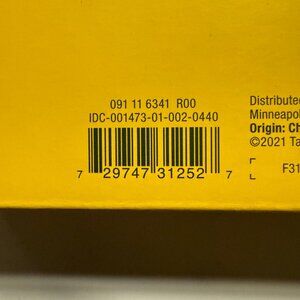 091 11 6341 R00
IDC-001473-01-002-0440
7 29747 31252 7
Distributed
Minneapol
Origin: Ch
©2021 Ta
F31